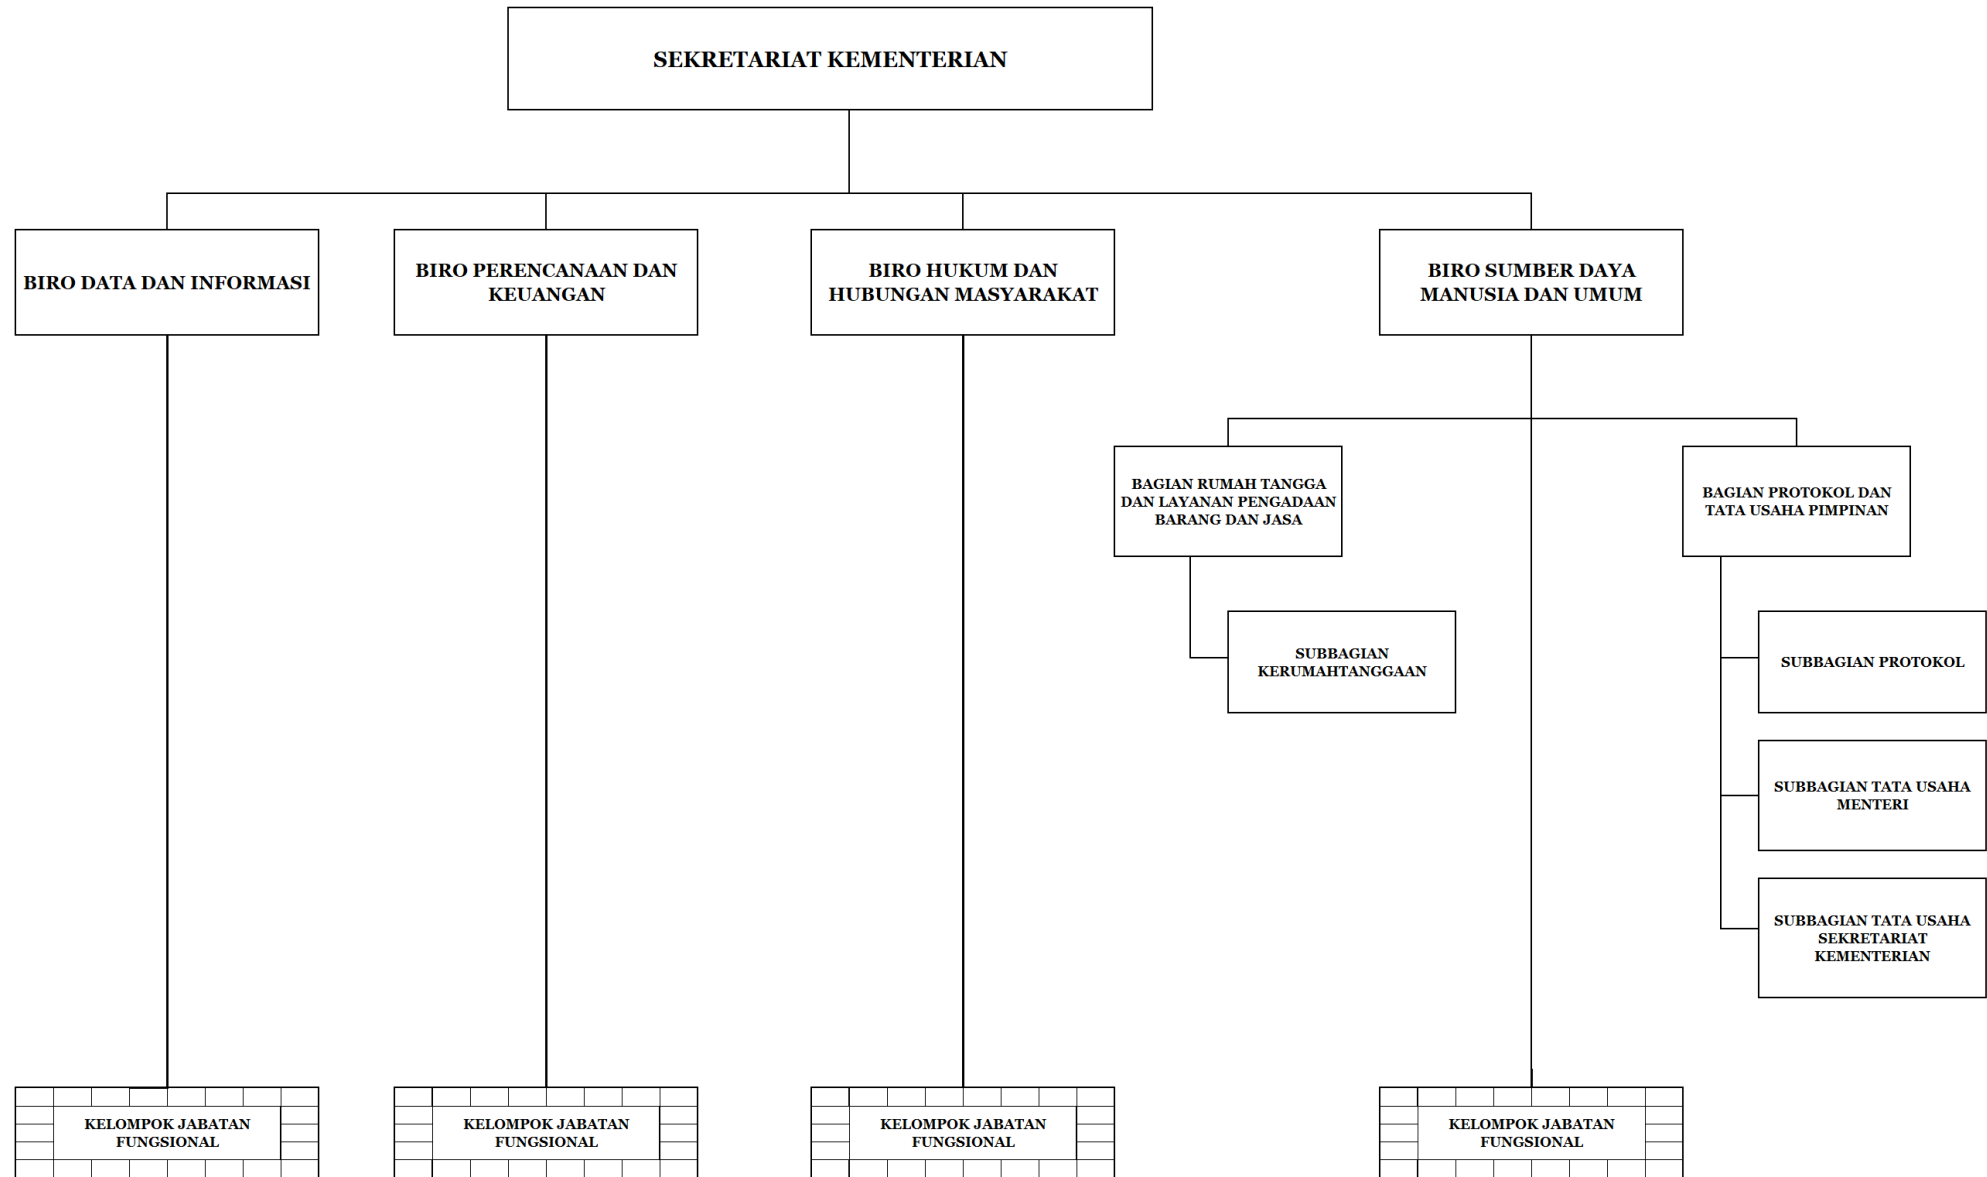 SEKRETARIAT KEMENTERIAN
BIRO DATA DAN INFORMASI
BIRO PERENCANAAN DAN
KEUANGAN
BIRO HUKUM DAN
HUBUNGAN MASYARAKAT
BIRO SUMBER DAYA
MANUSIA DAN UMUM
BAGIAN RUMAH TANGGA
DAN LAYANAN PENGADAAN
BARANG DAN JASA
BAGIAN PROTOKOL DAN
TATA USAHA PIMPINAN
SUBBAGIAN
KERUMAHTANGGAAN
SUBBAGIAN PROTOKOL
SUBBAGIAN TATA USAHA
MENTERI
SUBBAGIAN TATA USAHA
SEKRETARIAT
KEMENTERIAN
KELOMPOK JABATAN
FUNGSIONAL
KELOMPOK JABATAN
FUNGSIONAL
KELOMPOK JABATAN
FUNGSIONAL
KELOMPOK JABATAN
FUNGSIONAL